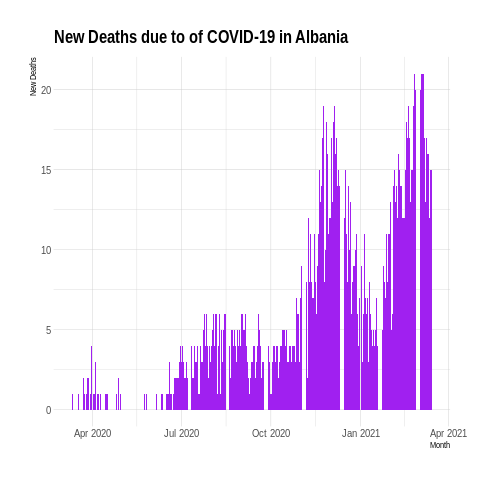 New Deaths due to of COVID-19 in Albania
New Deaths
20
15
10
5
0
Apr 2020
Jul 2020
Oct 2020
Jan 2021
Apr 2021
Month